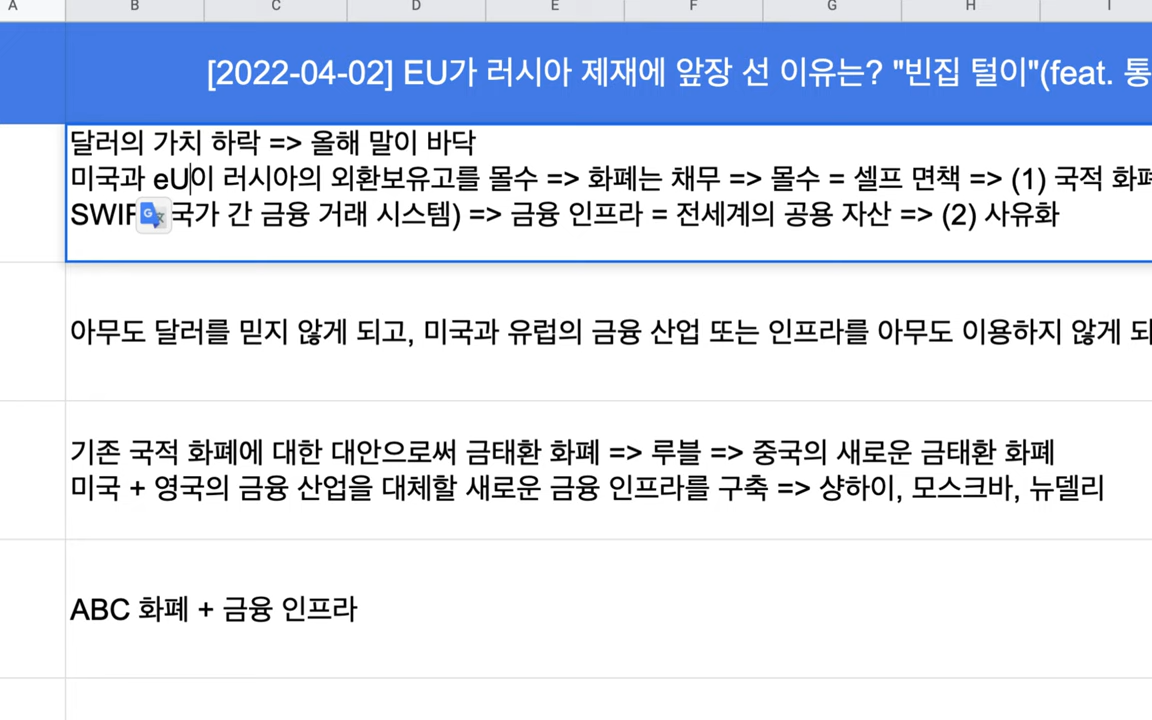 A B C D E F G H I
[2022-04-02] EU가 러시아 제재에 앞장 선 이유는? "빈집 털이"(feat. 통
달러의 가치 하락 => 올해 말이 바닥
미국과 eU이 러시아의 외환보유고를 몰수 => 화폐는 채무 => 몰수 = 셀프 면책 => (1) 국적 화폐
SWIF 국가 간 금융 거래 시스템) => 금융 인프라 = 전세계의 공용 자산 => (2) 사유화
아무도 달러를 믿지 않게 되고, 미국과 유럽의 금융 산업 또는 인프라를 아무도 이용하지 않게 되
기존 국적 화폐에 대한 대안으로써 금태환 화폐 => 루블 => 중국의 새로운 금태환 화폐
미국 + 영국의 금융 산업을 대체할 새로운 금융 인프라를 구축 => 샹하이, 모스크바, 뉴델리
ABC 화폐 + 금융 인프라